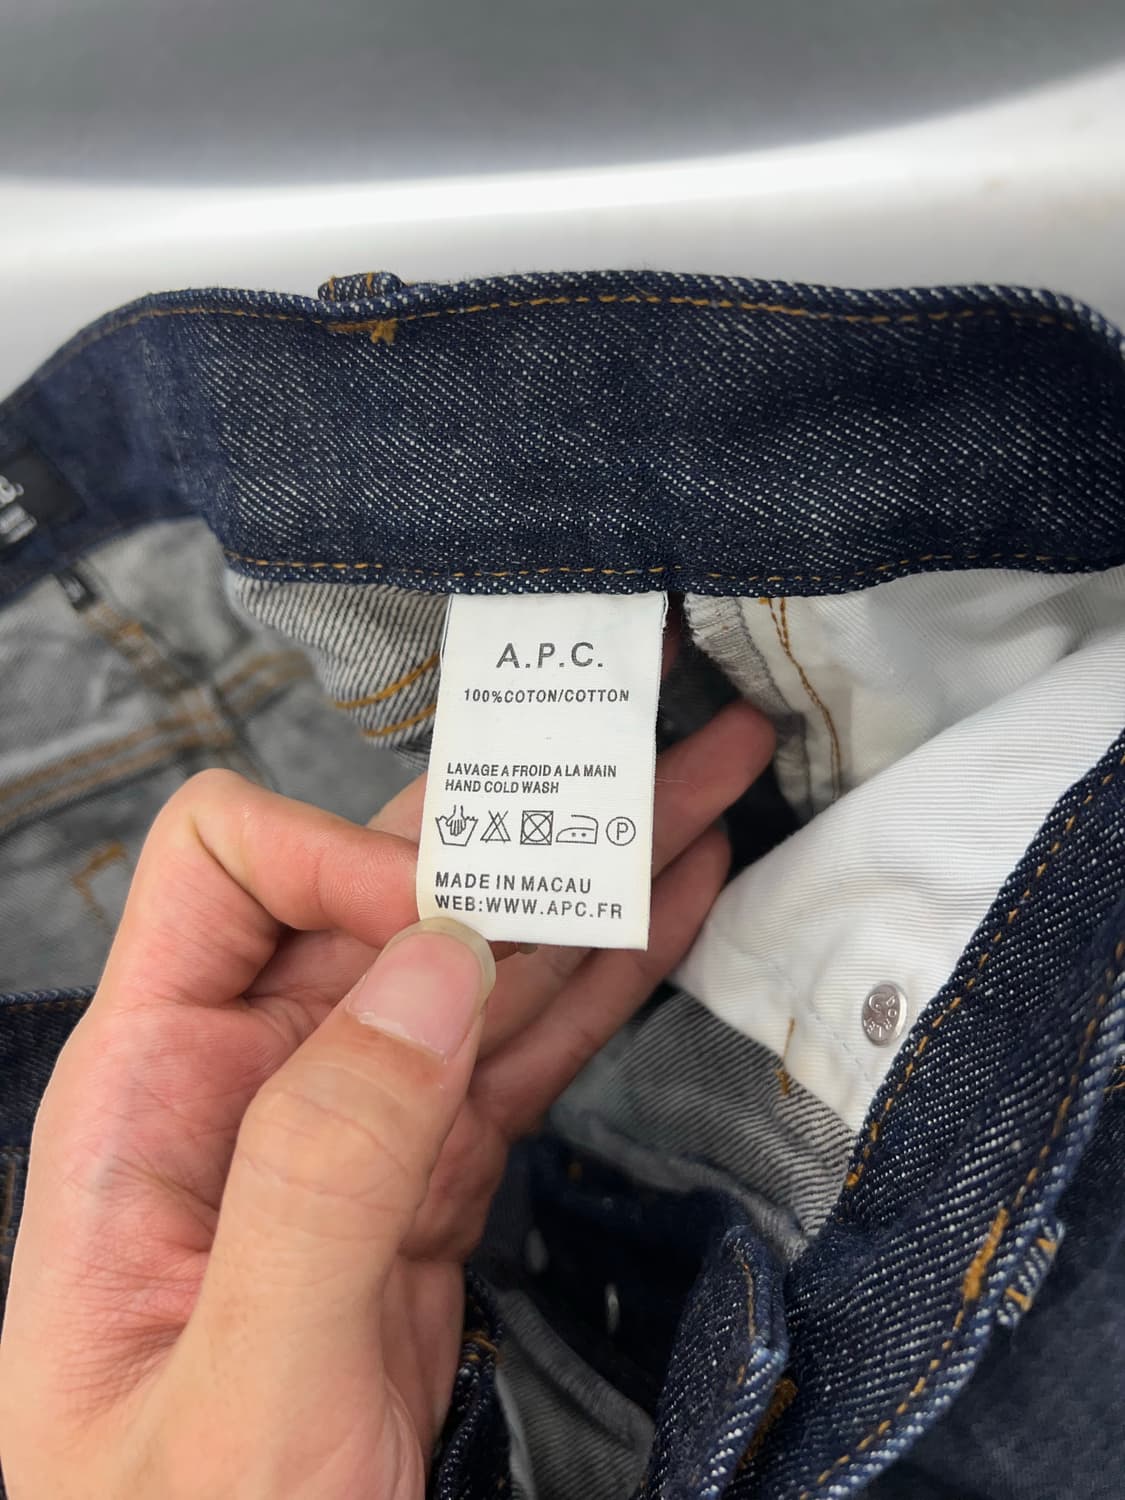 A.P.C.
100%COTON/COTTON
LAVAGE A FROID A LA MAIN
HAND COLD WASH
P
MADE IN MACAU
WEB:WWW.APC.FR